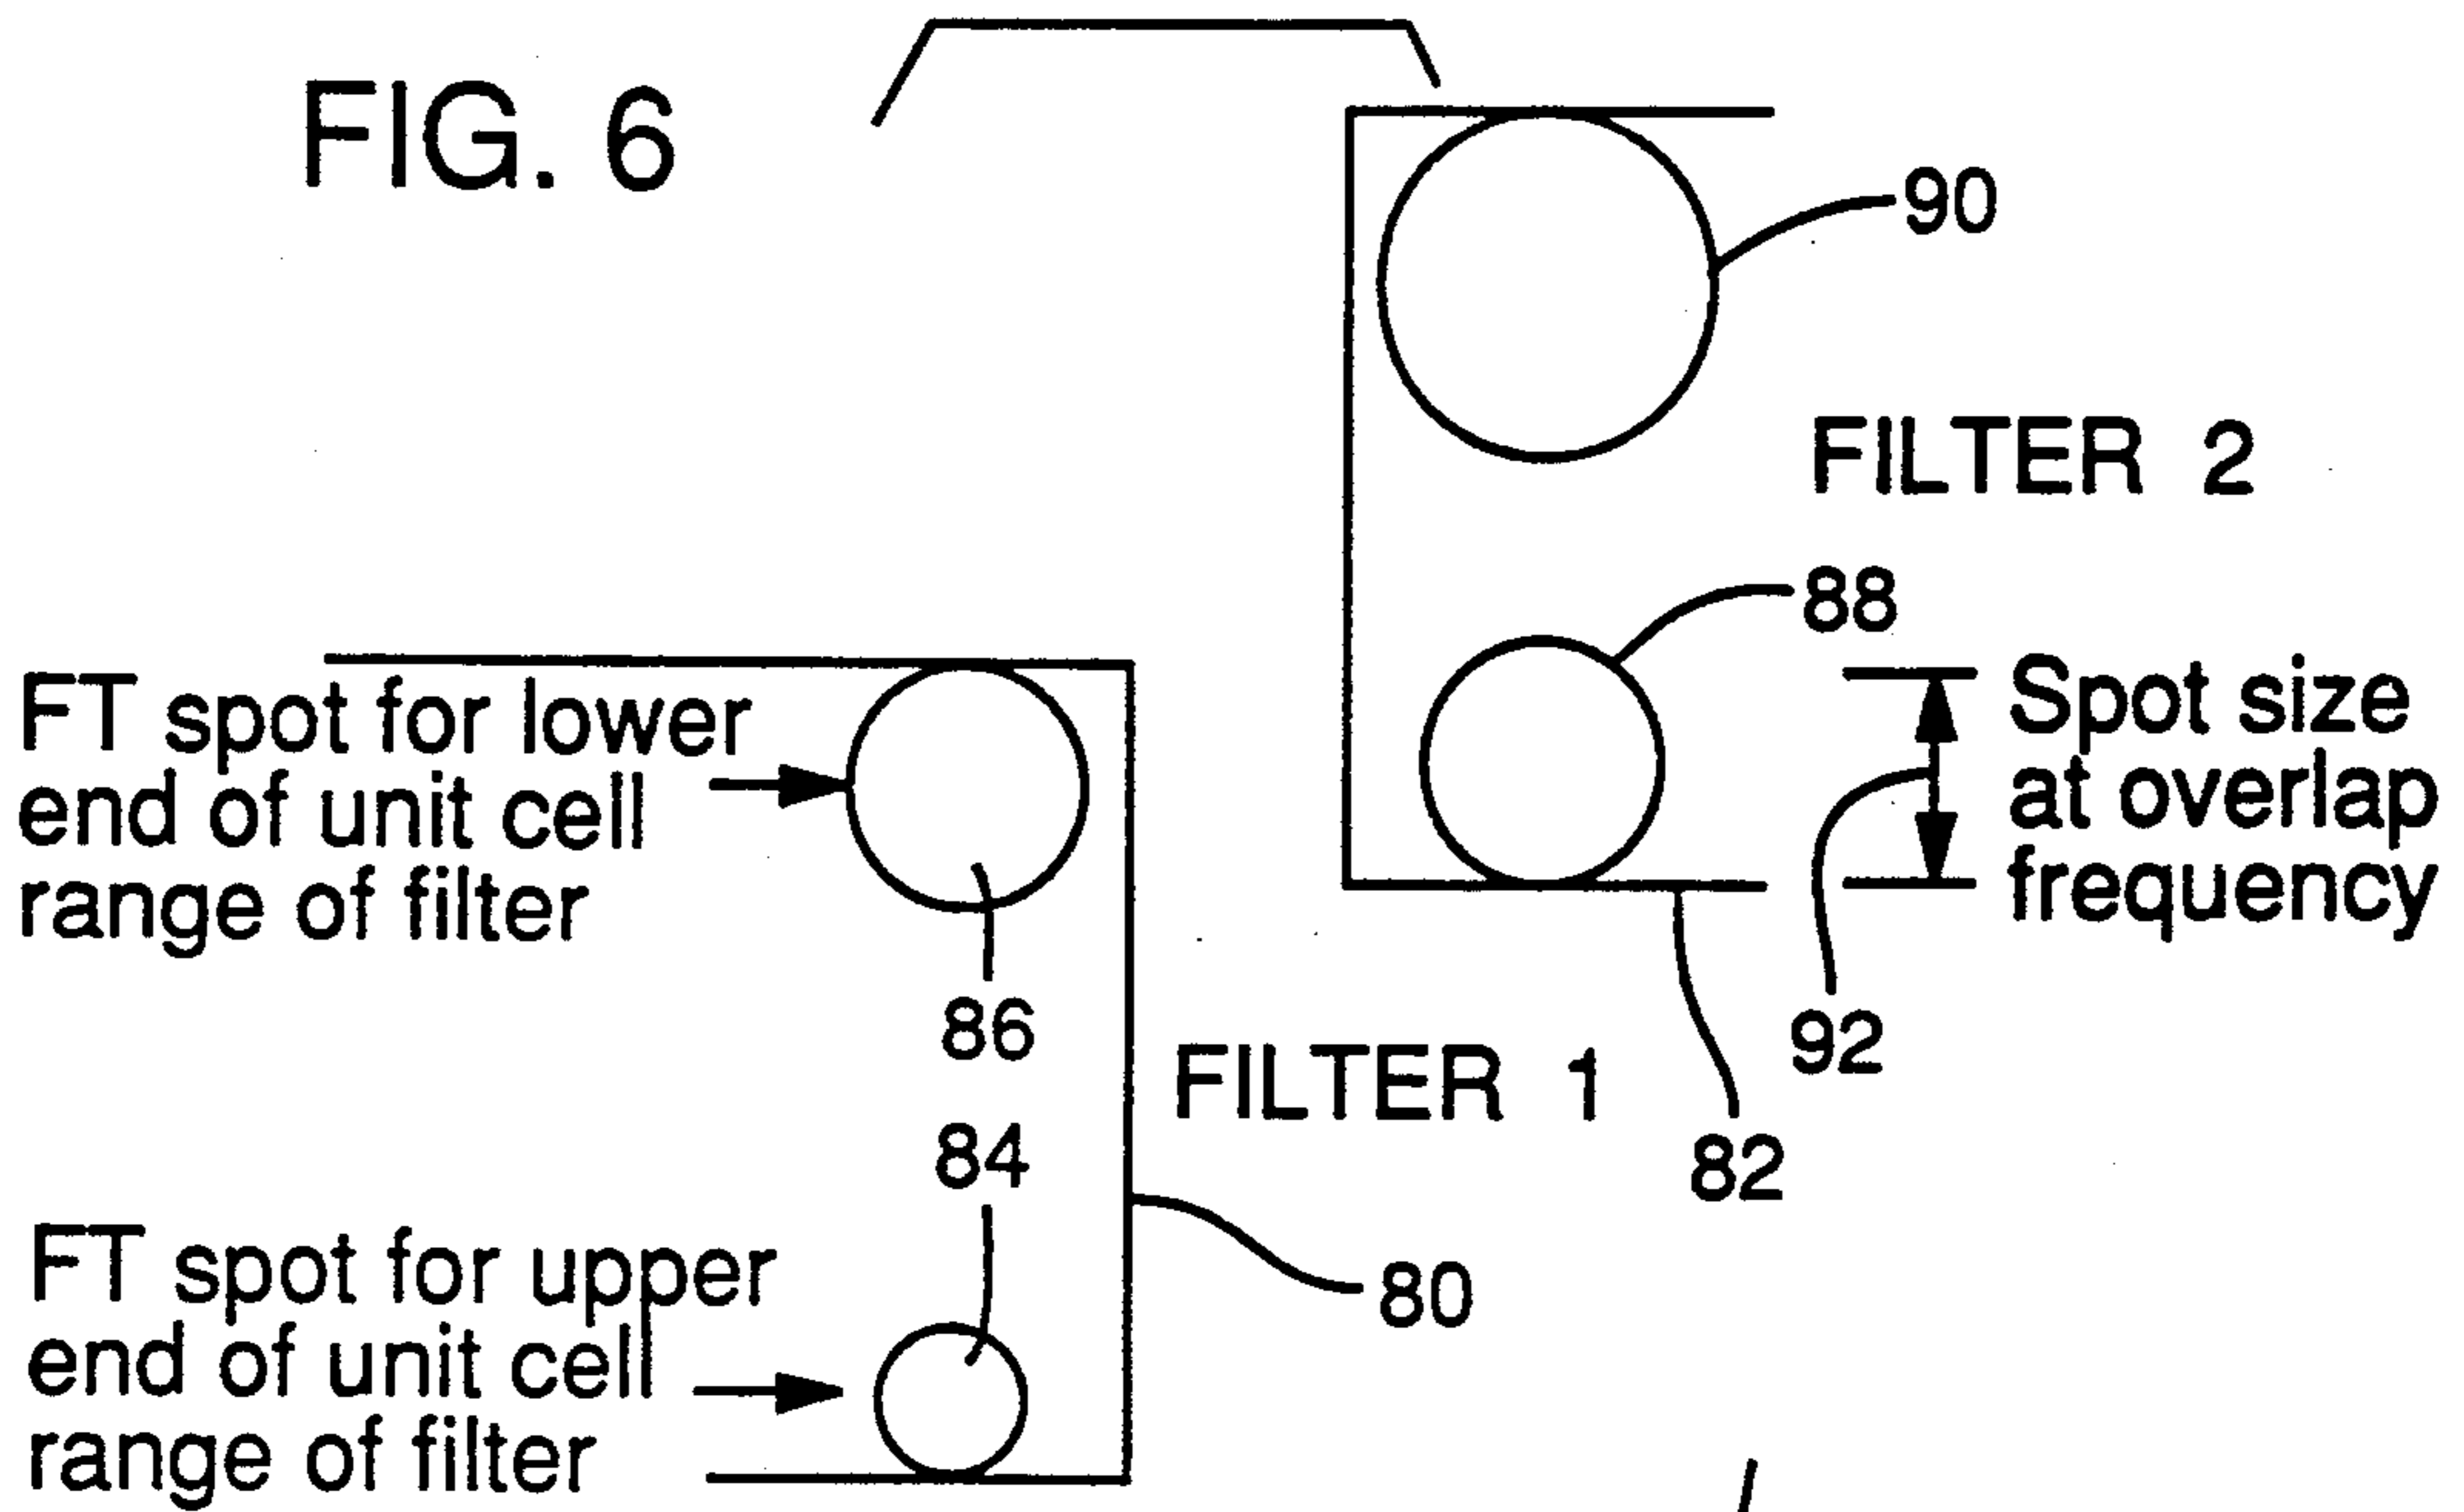 FIG. 6
90
FILTER 2
88
FT spot for lower
end of unit cell
range of filter
Spot size
at overlap
frequency
86
92
FILTER 1
82
84
80
FT spot for upper
end of unit cell
range of filter